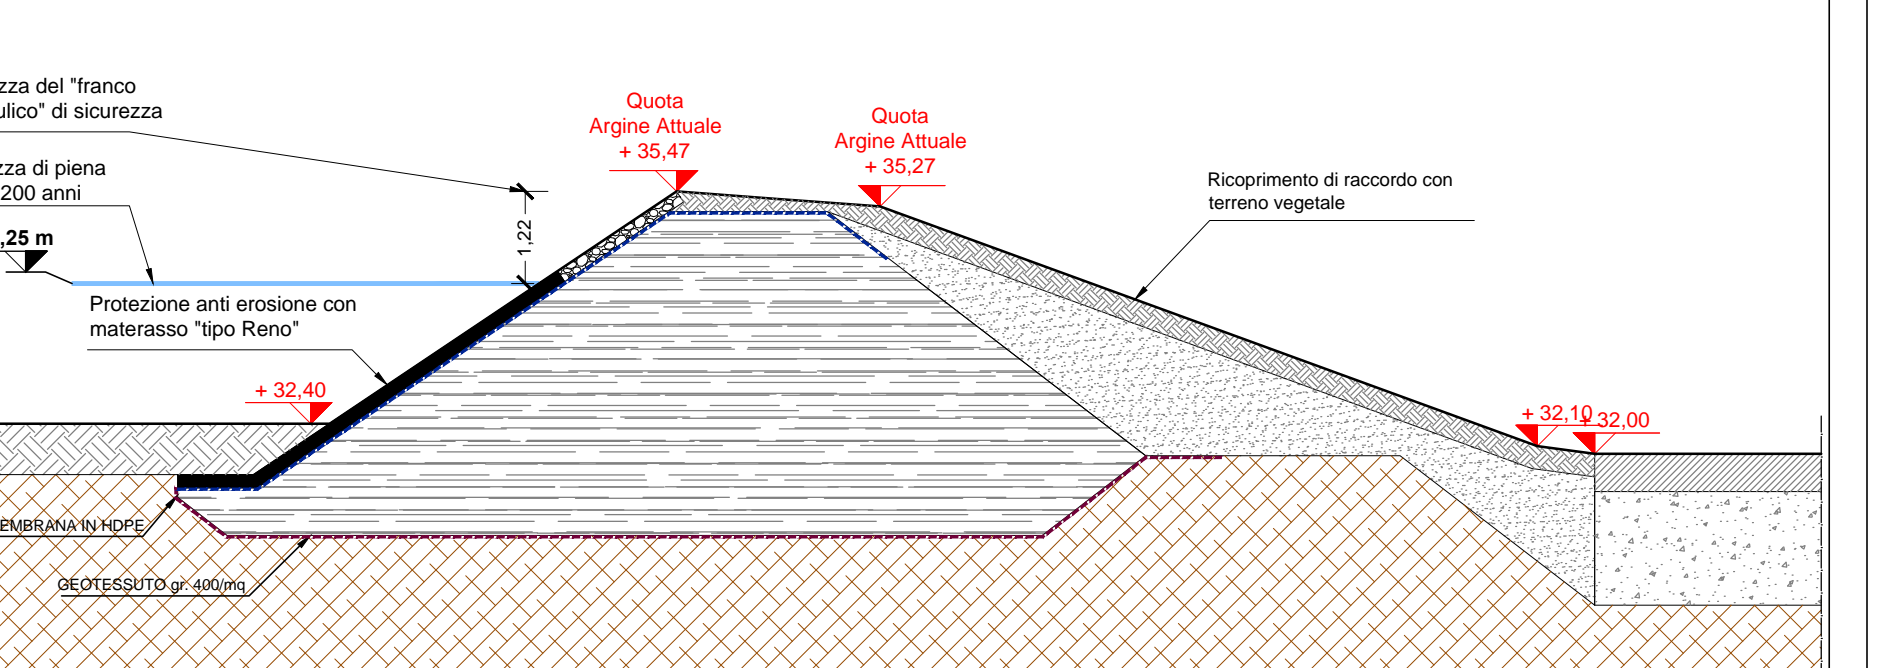 zza del "franco
ulico" di sicurezza
zza di piena
200 anni
,25 m
1,22
Quota
Argine Attuale
+ 35,47
Quota
Argine Attuale
+ 35,27
Ricoprimento di raccordo con
terreno vegetale
Protezione anti erosione con
materasso "tipo Reno"
+ 32,40
+ 32,10
+ 32,00
EMBRANA IN HDPE
GEOTESSUTO gr. 400/mq